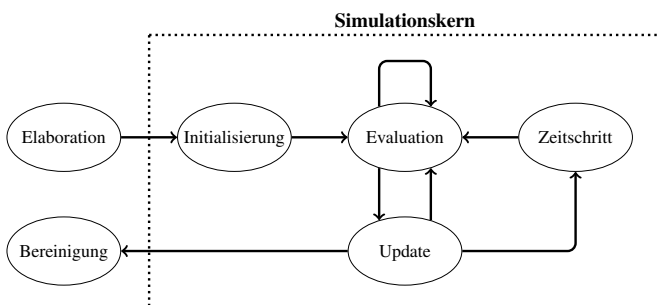 Simulationskern
Elaboration
Initialisierung
Evaluation
Zeitschritt
Bereinigung
Update